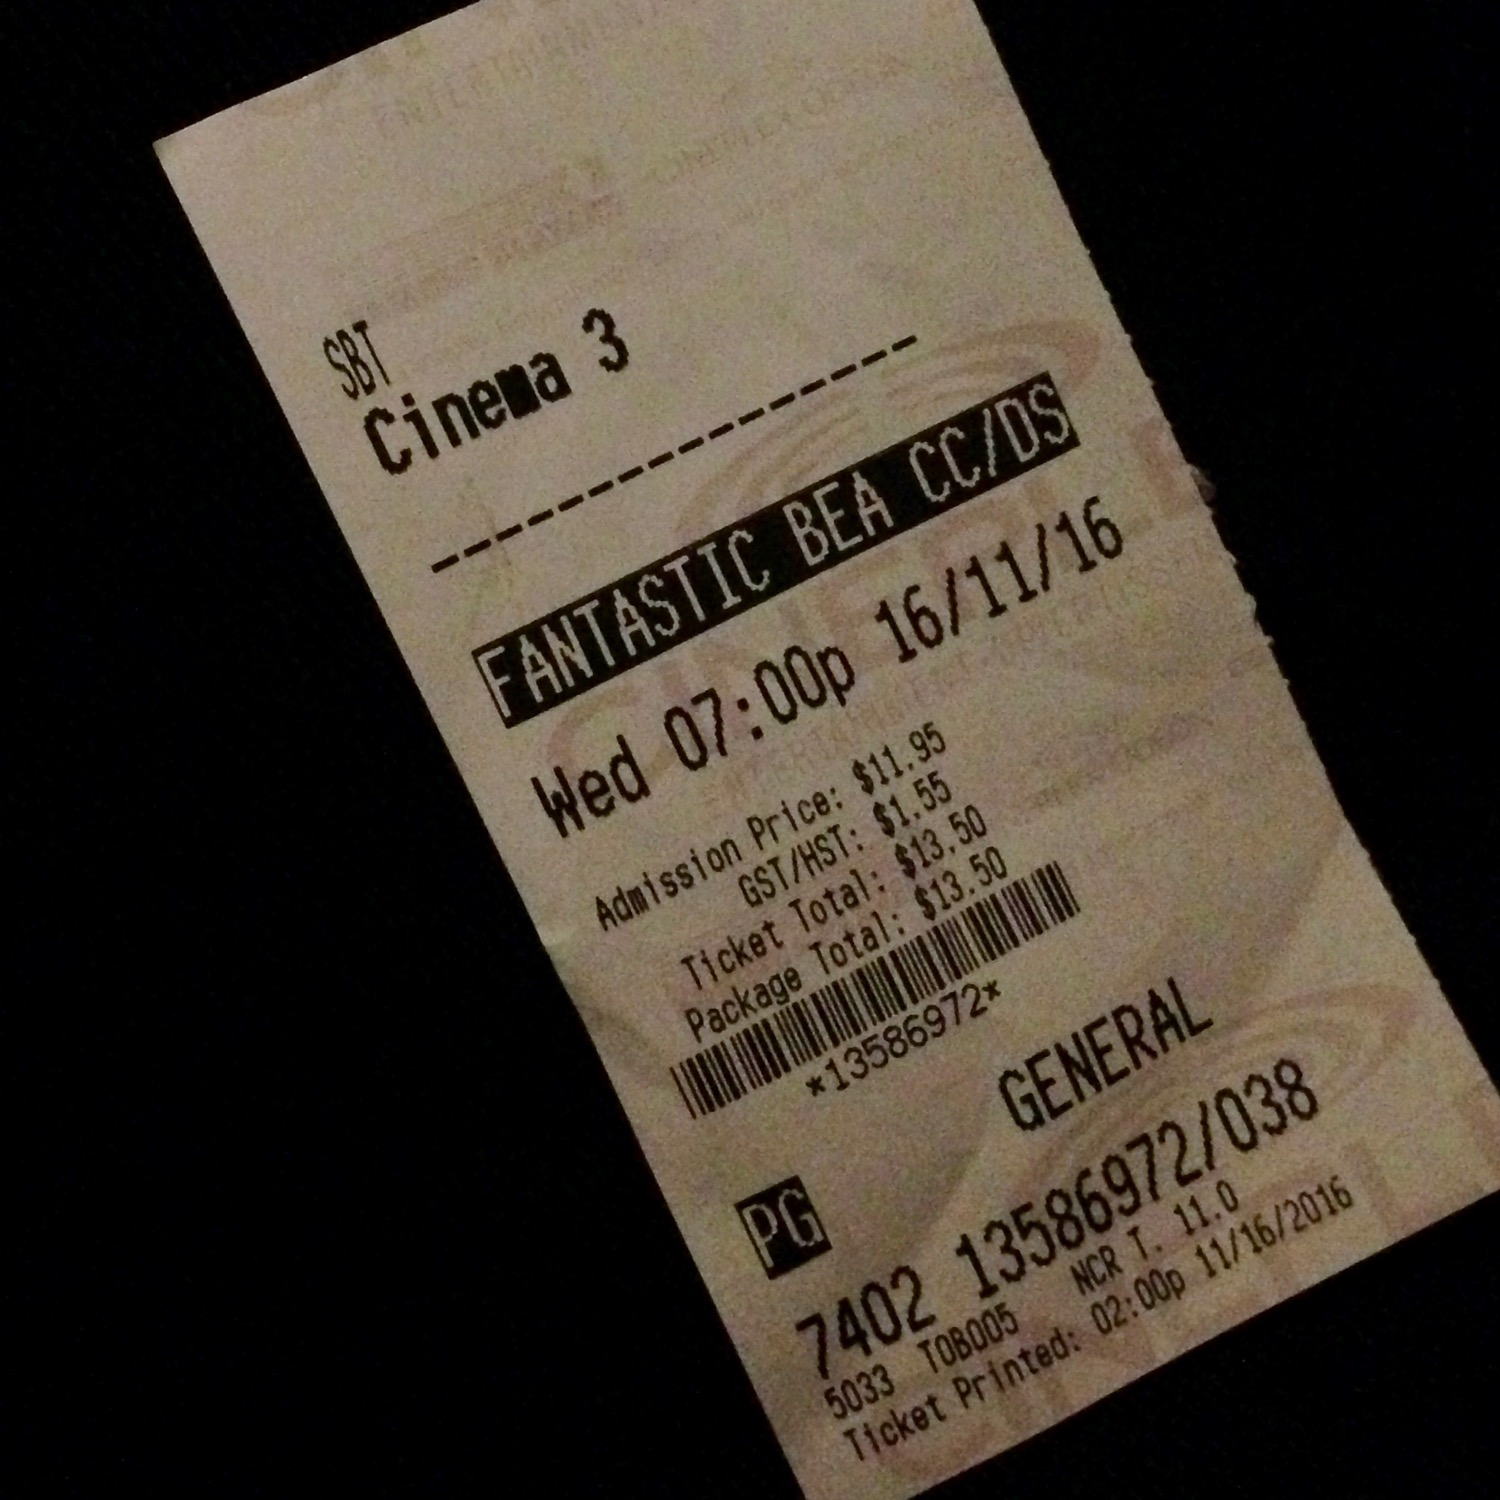 SBT
Cinema 3
FANTASTIC BEA CC/DS
Wed 07:00p 16/11/16
Admission Price: $11.95
GST/HST: $1.55
Ticket Total: $13.50
Package Total: $13.50
*13586972*
GENERAL
PG
7402 13586972/038
5033 TOB005 NCR T. 11.0
Ticket Printed: 02:00p 11/16/2016